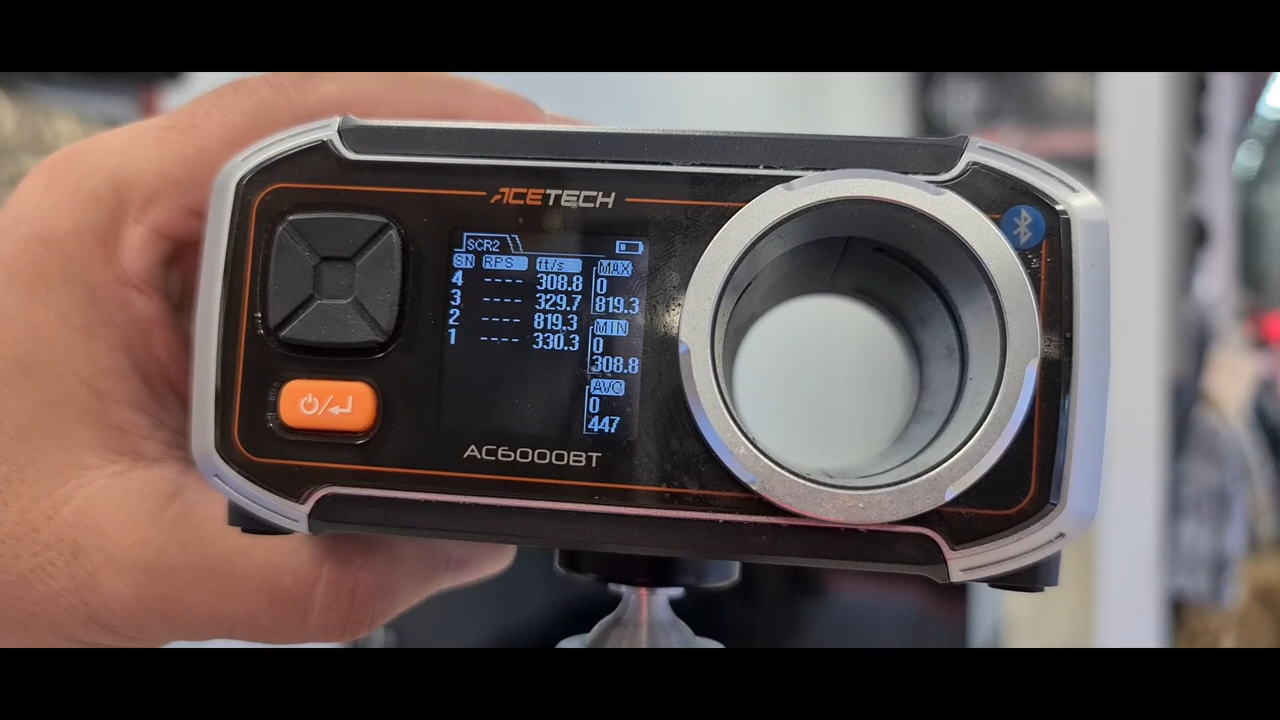 ACETECH
SCR2
SN RPS ft/s
4 ---- 308.8
3 ---- 329.7
2 ---- 819.3
1 ---- 330.3
MAX
0
819.3
MIN
0
308.8
AVG
0
447
AC6000BT